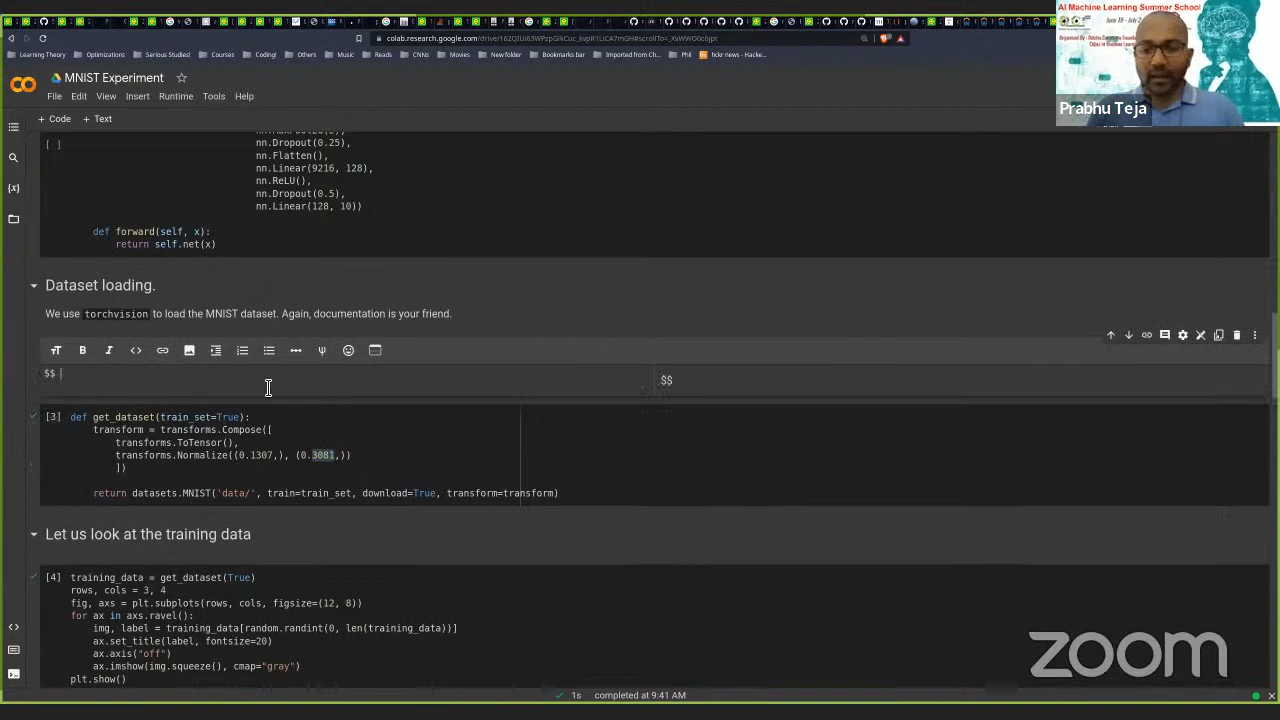 AI Machine Learning Summer School
Prabhu Teja
MNIST Experiment
File Edit View Insert Runtime Tools Help
+ Code + Text
[ ]
nn.Dropout(0.25),
nn.Flatten(),
nn.Linear(9216, 128),
nn.ReLU(),
nn.Dropout(0.5),
nn.Linear(128, 10))
def forward(self, x):
return self.net(x)
Dataset loading.
We use torchvision to load the MNIST dataset. Again, documentation is your friend.
$$
$$
[3] def get_dataset(train_set=True):
transform = transforms.Compose([
transforms.ToTensor(),
transforms.Normalize((0.1307,), (0.3081,))
])
return datasets.MNIST('data/', train=train_set, download=True, transform=transform)
Let us look at the training data
[4] training_data = get_dataset(True)
rows, cols = 3, 4
fig, axs = plt.subplots(rows, cols, figsize=(12, 8))
for ax in axs.ravel():
img, label = training_data[random.randint(0, len(training_data))]
ax.set_title(label, fontsize=20)
ax.axis("off")
ax.imshow(img.squeeze(), cmap="gray")
plt.show()
zoom
1s completed at 9:41 AM